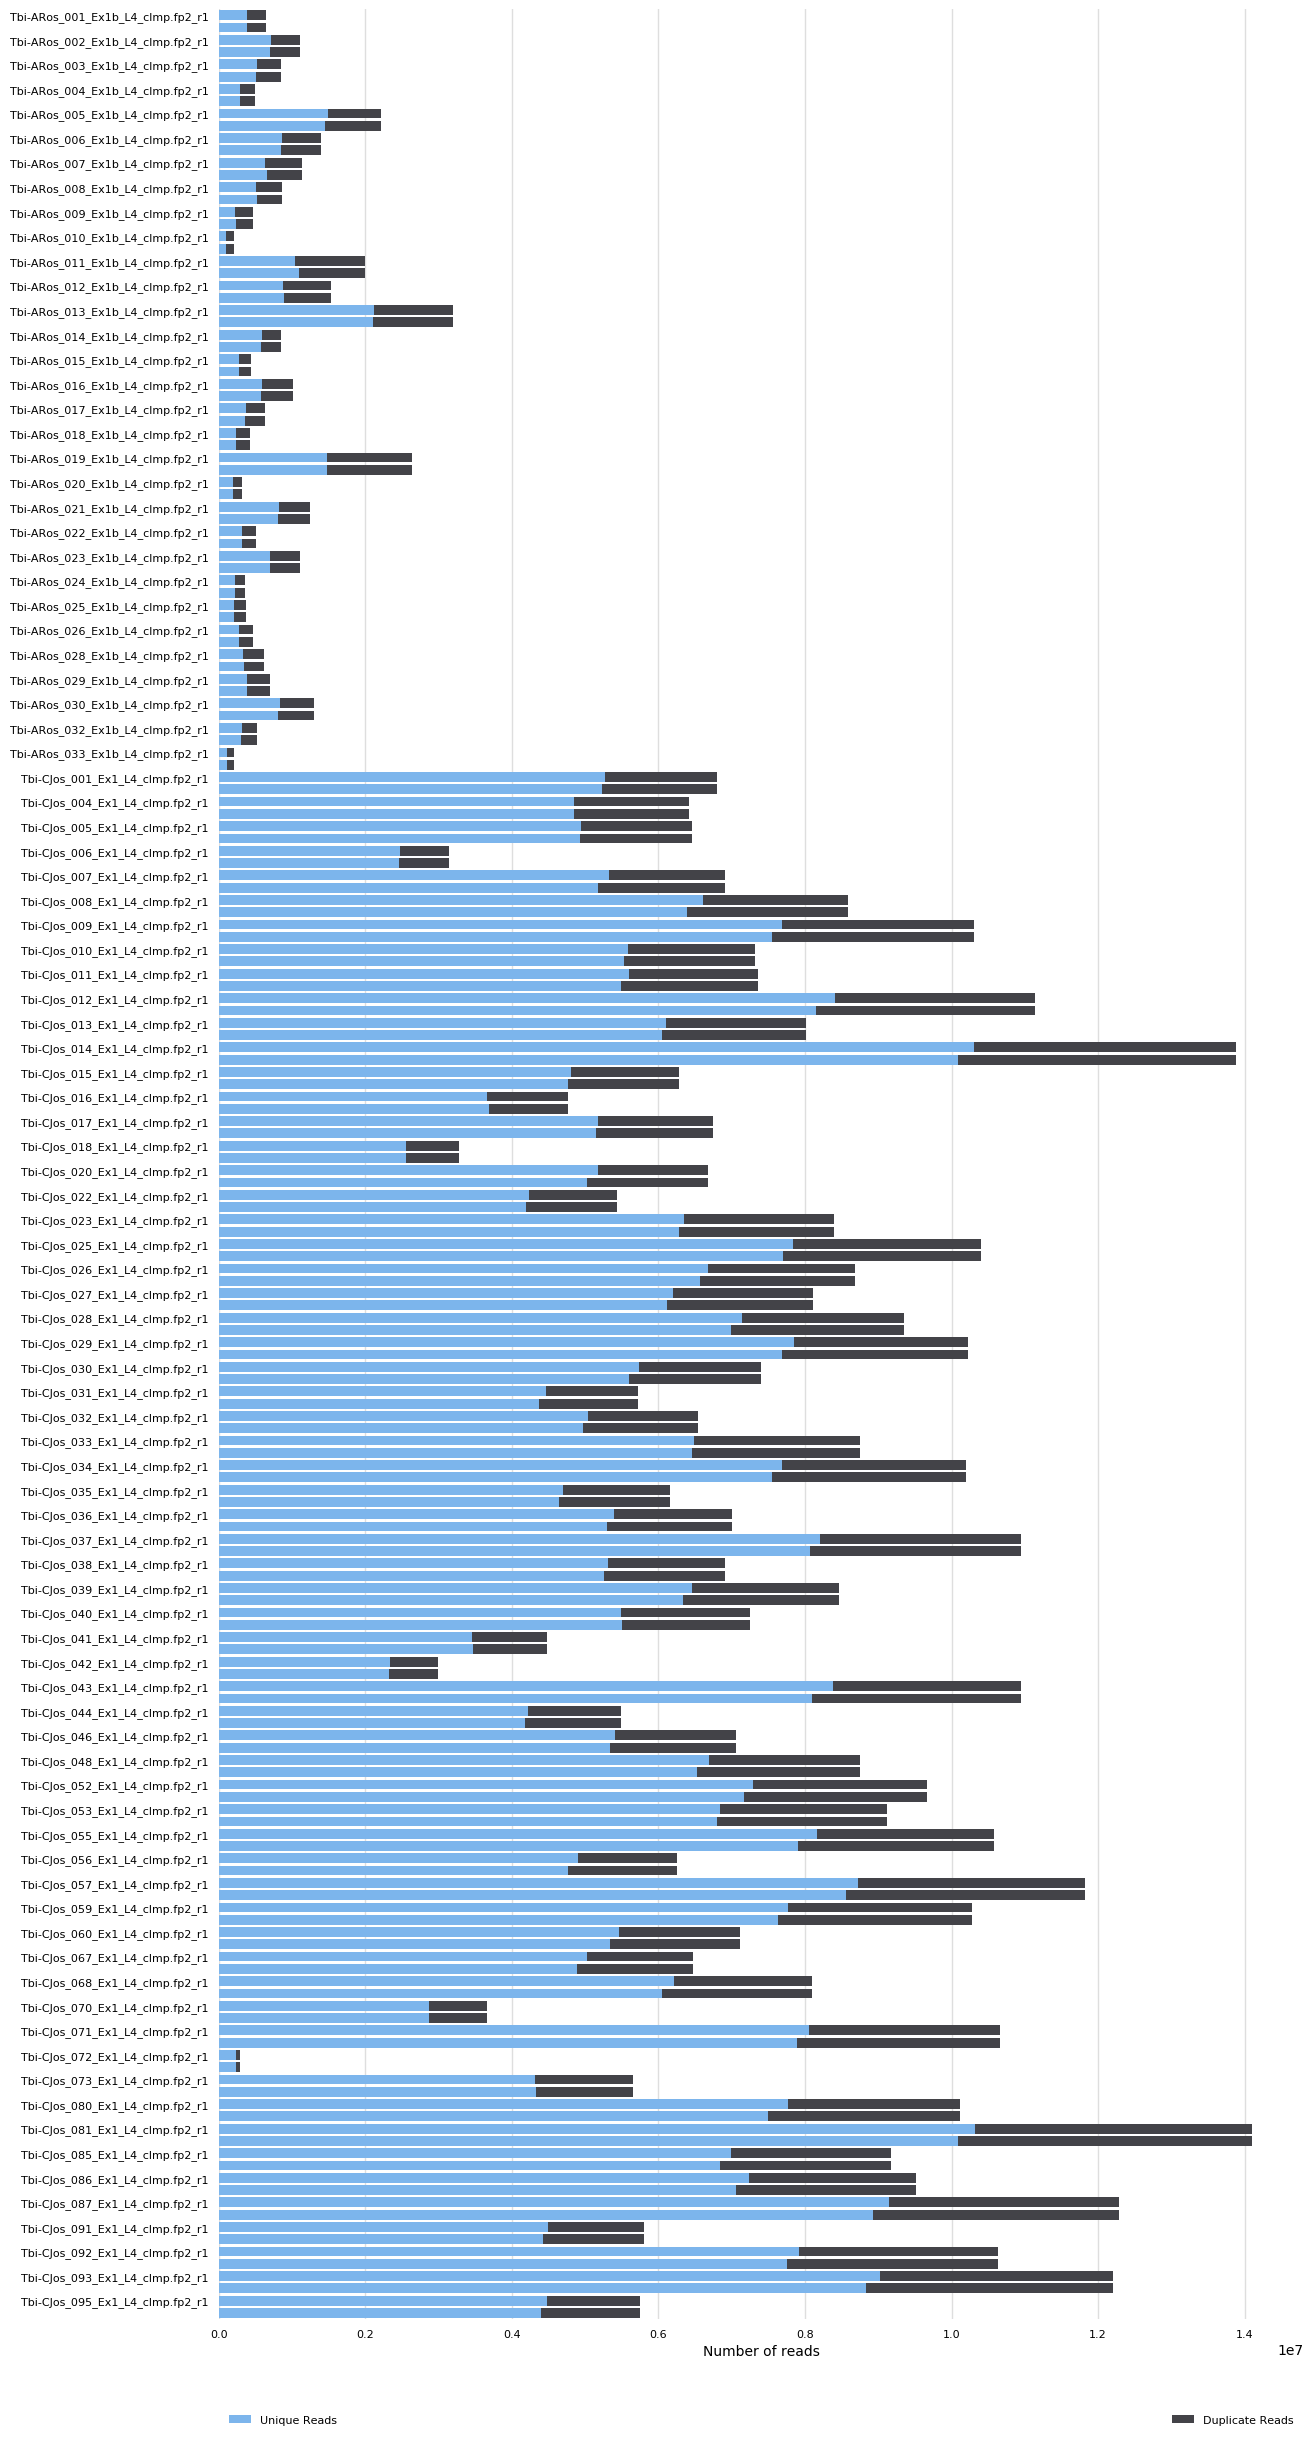 Tbi-ARos_001_Ex1b_L4_clmp.fp2_r1
Tbi-ARos_002_Ex1b_L4_clmp.fp2_r1
Tbi-ARos_003_Ex1b_L4_clmp.fp2_r1
Tbi-ARos_004_Ex1b_L4_clmp.fp2_r1
Tbi-ARos_005_Ex1b_L4_clmp.fp2_r1
Tbi-ARos_006_Ex1b_L4_clmp.fp2_r1
Tbi-ARos_007_Ex1b_L4_clmp.fp2_r1
Tbi-ARos_008_Ex1b_L4_clmp.fp2_r1
Tbi-ARos_009_Ex1b_L4_clmp.fp2_r1
Tbi-ARos_010_Ex1b_L4_clmp.fp2_r1
Tbi-ARos_011_Ex1b_L4_clmp.fp2_r1
Tbi-ARos_012_Ex1b_L4_clmp.fp2_r1
Tbi-ARos_013_Ex1b_L4_clmp.fp2_r1
Tbi-ARos_014_Ex1b_L4_clmp.fp2_r1
Tbi-ARos_015_Ex1b_L4_clmp.fp2_r1
Tbi-ARos_016_Ex1b_L4_clmp.fp2_r1
Tbi-ARos_017_Ex1b_L4_clmp.fp2_r1
Tbi-ARos_018_Ex1b_L4_clmp.fp2_r1
Tbi-ARos_019_Ex1b_L4_clmp.fp2_r1
Tbi-ARos_020_Ex1b_L4_clmp.fp2_r1
Tbi-ARos_021_Ex1b_L4_clmp.fp2_r1
Tbi-ARos_022_Ex1b_L4_clmp.fp2_r1
Tbi-ARos_023_Ex1b_L4_clmp.fp2_r1
Tbi-ARos_024_Ex1b_L4_clmp.fp2_r1
Tbi-ARos_025_Ex1b_L4_clmp.fp2_r1
Tbi-ARos_026_Ex1b_L4_clmp.fp2_r1
Tbi-ARos_028_Ex1b_L4_clmp.fp2_r1
Tbi-ARos_029_Ex1b_L4_clmp.fp2_r1
Tbi-ARos_030_Ex1b_L4_clmp.fp2_r1
Tbi-ARos_032_Ex1b_L4_clmp.fp2_r1
Tbi-ARos_033_Ex1b_L4_clmp.fp2_r1
Tbi-CJos_001_Ex1_L4_clmp.fp2_r1
Tbi-CJos_004_Ex1_L4_clmp.fp2_r1
Tbi-CJos_005_Ex1_L4_clmp.fp2_r1
Tbi-CJos_006_Ex1_L4_clmp.fp2_r1
Tbi-CJos_007_Ex1_L4_clmp.fp2_r1
Tbi-CJos_008_Ex1_L4_clmp.fp2_r1
Tbi-CJos_009_Ex1_L4_clmp.fp2_r1
Tbi-CJos_010_Ex1_L4_clmp.fp2_r1
Tbi-CJos_011_Ex1_L4_clmp.fp2_r1
Tbi-CJos_012_Ex1_L4_clmp.fp2_r1
Tbi-CJos_013_Ex1_L4_clmp.fp2_r1
Tbi-CJos_014_Ex1_L4_clmp.fp2_r1
Tbi-CJos_015_Ex1_L4_clmp.fp2_r1
Tbi-CJos_016_Ex1_L4_clmp.fp2_r1
Tbi-CJos_017_Ex1_L4_clmp.fp2_r1
Tbi-CJos_018_Ex1_L4_clmp.fp2_r1
Tbi-CJos_020_Ex1_L4_clmp.fp2_r1
Tbi-CJos_022_Ex1_L4_clmp.fp2_r1
Tbi-CJos_023_Ex1_L4_clmp.fp2_r1
Tbi-CJos_025_Ex1_L4_clmp.fp2_r1
Tbi-CJos_026_Ex1_L4_clmp.fp2_r1
Tbi-CJos_027_Ex1_L4_clmp.fp2_r1
Tbi-CJos_028_Ex1_L4_clmp.fp2_r1
Tbi-CJos_029_Ex1_L4_clmp.fp2_r1
Tbi-CJos_030_Ex1_L4_clmp.fp2_r1
Tbi-CJos_031_Ex1_L4_clmp.fp2_r1
Tbi-CJos_032_Ex1_L4_clmp.fp2_r1
Tbi-CJos_033_Ex1_L4_clmp.fp2_r1
Tbi-CJos_034_Ex1_L4_clmp.fp2_r1
Tbi-CJos_035_Ex1_L4_clmp.fp2_r1
Tbi-CJos_036_Ex1_L4_clmp.fp2_r1
Tbi-CJos_037_Ex1_L4_clmp.fp2_r1
Tbi-CJos_038_Ex1_L4_clmp.fp2_r1
Tbi-CJos_039_Ex1_L4_clmp.fp2_r1
Tbi-CJos_040_Ex1_L4_clmp.fp2_r1
Tbi-CJos_041_Ex1_L4_clmp.fp2_r1
Tbi-CJos_042_Ex1_L4_clmp.fp2_r1
Tbi-CJos_043_Ex1_L4_clmp.fp2_r1
Tbi-CJos_044_Ex1_L4_clmp.fp2_r1
Tbi-CJos_046_Ex1_L4_clmp.fp2_r1
Tbi-CJos_048_Ex1_L4_clmp.fp2_r1
Tbi-CJos_052_Ex1_L4_clmp.fp2_r1
Tbi-CJos_053_Ex1_L4_clmp.fp2_r1
Tbi-CJos_055_Ex1_L4_clmp.fp2_r1
Tbi-CJos_056_Ex1_L4_clmp.fp2_r1
Tbi-CJos_057_Ex1_L4_clmp.fp2_r1
Tbi-CJos_059_Ex1_L4_clmp.fp2_r1
Tbi-CJos_060_Ex1_L4_clmp.fp2_r1
Tbi-CJos_067_Ex1_L4_clmp.fp2_r1
Tbi-CJos_068_Ex1_L4_clmp.fp2_r1
Tbi-CJos_070_Ex1_L4_clmp.fp2_r1
Tbi-CJos_071_Ex1_L4_clmp.fp2_r1
Tbi-CJos_072_Ex1_L4_clmp.fp2_r1
Tbi-CJos_073_Ex1_L4_clmp.fp2_r1
Tbi-CJos_080_Ex1_L4_clmp.fp2_r1
Tbi-CJos_081_Ex1_L4_clmp.fp2_r1
Tbi-CJos_085_Ex1_L4_clmp.fp2_r1
Tbi-CJos_086_Ex1_L4_clmp.fp2_r1
Tbi-CJos_087_Ex1_L4_clmp.fp2_r1
Tbi-CJos_091_Ex1_L4_clmp.fp2_r1
Tbi-CJos_092_Ex1_L4_clmp.fp2_r1
Tbi-CJos_093_Ex1_L4_clmp.fp2_r1
Tbi-CJos_095_Ex1_L4_clmp.fp2_r1
0.0 0.2 0.4 0.6 0.8 1.0 1.2 1.4
Number of reads 1e7
Unique Reads Duplicate Reads